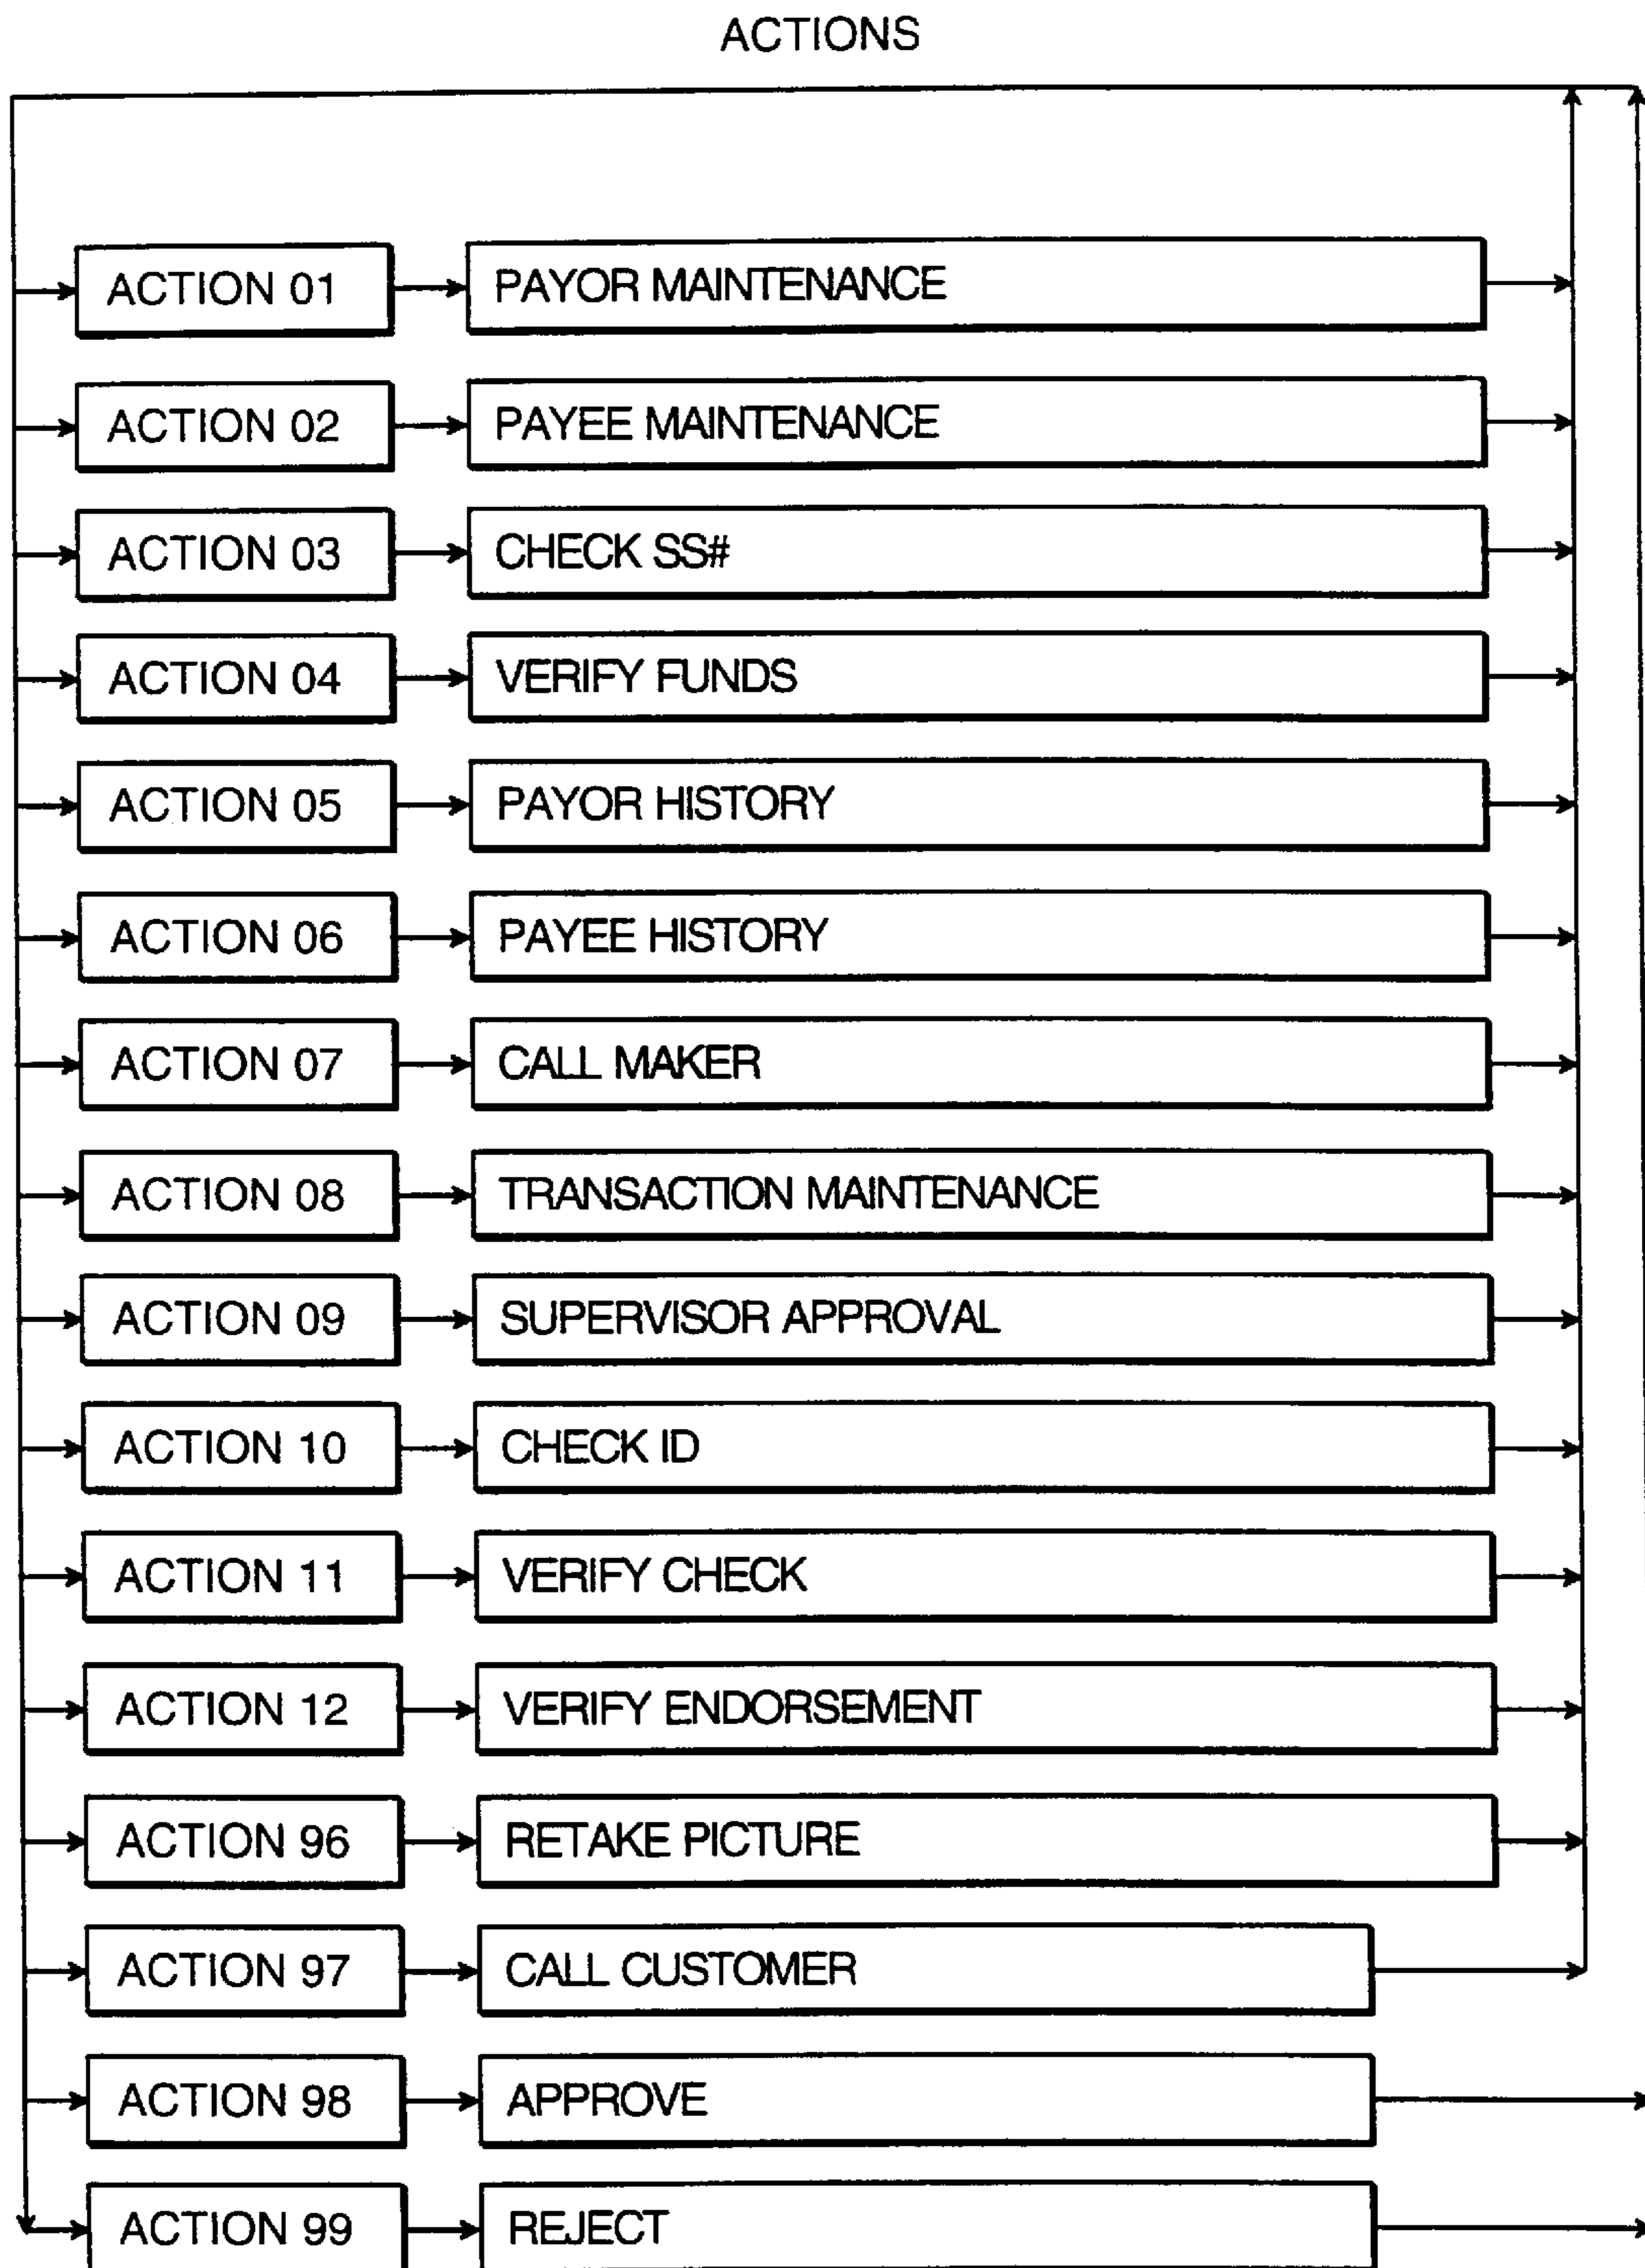 ACTIONS
ACTION 01 PAYOR MAINTENANCE
ACTION 02 PAYEE MAINTENANCE
ACTION 03 CHECK SS#
ACTION 04 VERIFY FUNDS
ACTION 05 PAYOR HISTORY
ACTION 06 PAYEE HISTORY
ACTION 07 CALL MAKER
ACTION 08 TRANSACTION MAINTENANCE
ACTION 09 SUPERVISOR APPROVAL
ACTION 10 CHECK ID
ACTION 11 VERIFY CHECK
ACTION 12 VERIFY ENDORSEMENT
ACTION 96 RETAKE PICTURE
ACTION 97 CALL CUSTOMER
ACTION 98 APPROVE
ACTION 99 REJECT